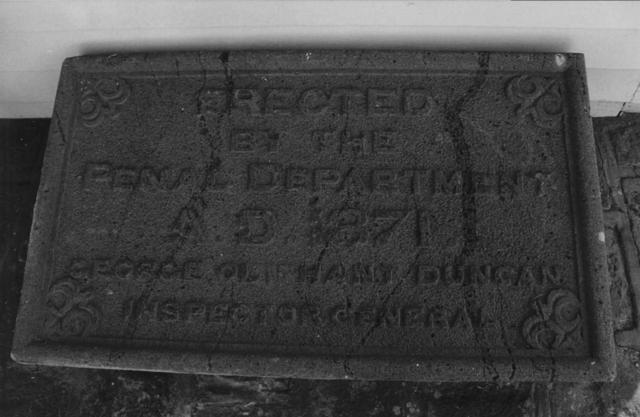 ERECTED
BY THE
PENAL DEPARTMENT
A.D. 1871.
GEORGE OLIPHANT DUNCAN
INSPECTOR GENERAL